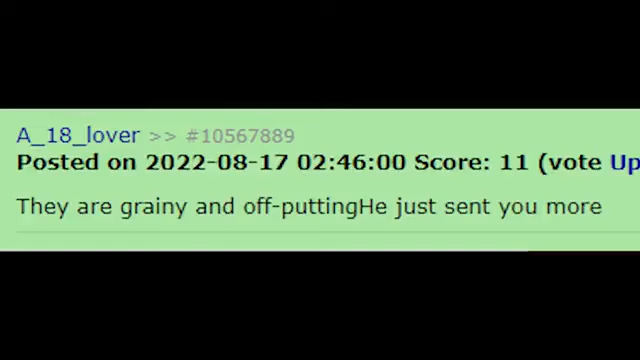 A_18_lover >> #10567889
Posted on 2022-08-17 02:46:00 Score: 11 (vote Up
They are grainy and off-puttingHe just sent you more